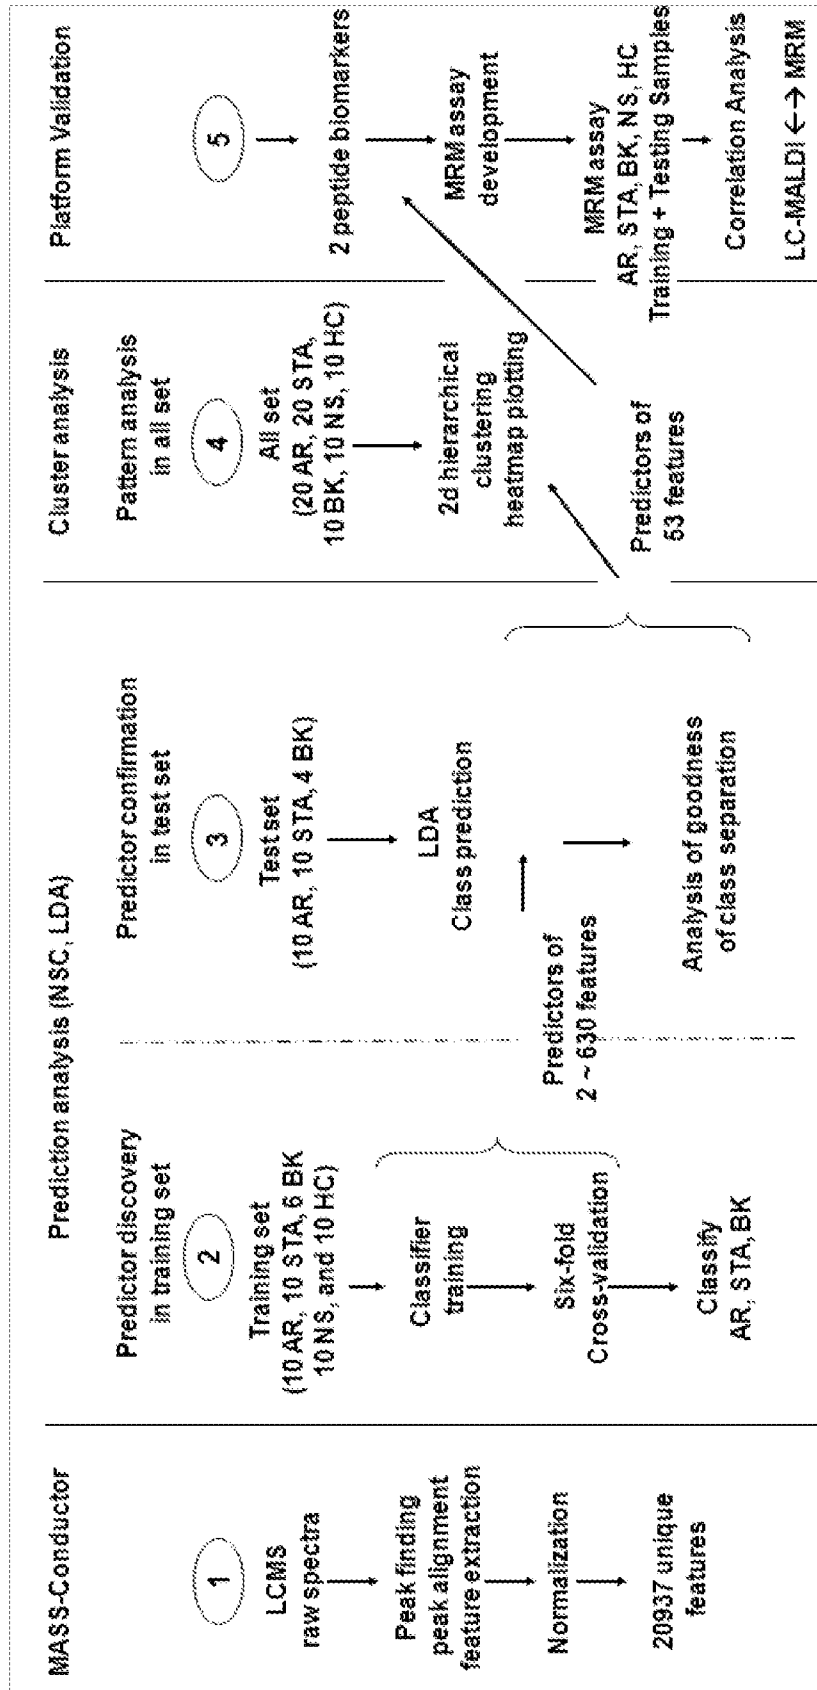 MASS-Conductor
1
LCMS
raw spectra
Peak finding
peak alignment
feature extraction
Normalization
20937 unique
features
Prediction analysis (NSC, LDA)
Predictor discovery
in training set
2
Training set
(10 AR, 10 STA, 6 BK
10 NS, and 10 HC)
Classifier
training
Six-fold
Cross-validation
Classify
AR, STA, BK
Predictors of
2 ~ 630 features
Predictor confirmation
in test set
3
Test set
(10 AR, 10 STA, 4 BK)
LDA
Class prediction
Analysis of goodness
of class separation
Cluster analysis
Pattern analysis
in all set
4
All set
(20 AR, 20 STA,
10 BK, 10 NS, 10 HC)
2d hierarchical
clustering
heatmap plotting
Predictors of
53 features
Platform Validation
5
2 peptide biomarkers
MRM assay
development
MRM assay
AR, STA, BK, NS, HC
Training + Testing Samples
Correlation Analysis
LC-MALDI ←→ MRM